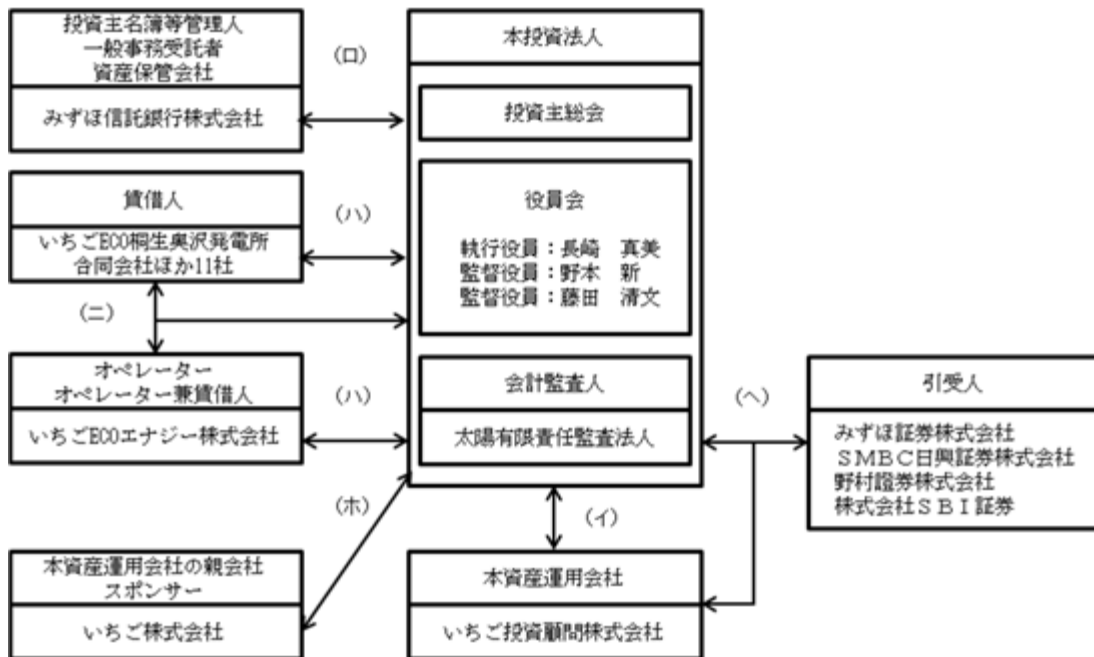 投資主名簿等管理人
一般事務受託者
資産保管会社
みずほ信託銀行株式会社
(ロ)
本投資法人
投資主総会
役員会
執行役員：長崎　真美
監督役員：野本　新
監督役員：藤田　清文
賃借人
いちごECO桐生奥沢発電所
合同会社ほか11社
(ハ)
(ニ)
オペレーター
オペレーター兼賃借人
いちごECOエナジー株式会社
(ハ)
会計監査人
太陽有限責任監査法人
(ヘ)
引受人
みずほ証券株式会社
ＳＭＢＣ日興証券株式会社
野村證券株式会社
株式会社ＳＢＩ証券
(ホ)
(イ)
本資産運用会社の親会社
スポンサー
いちご株式会社
本資産運用会社
いちご投資顧問株式会社